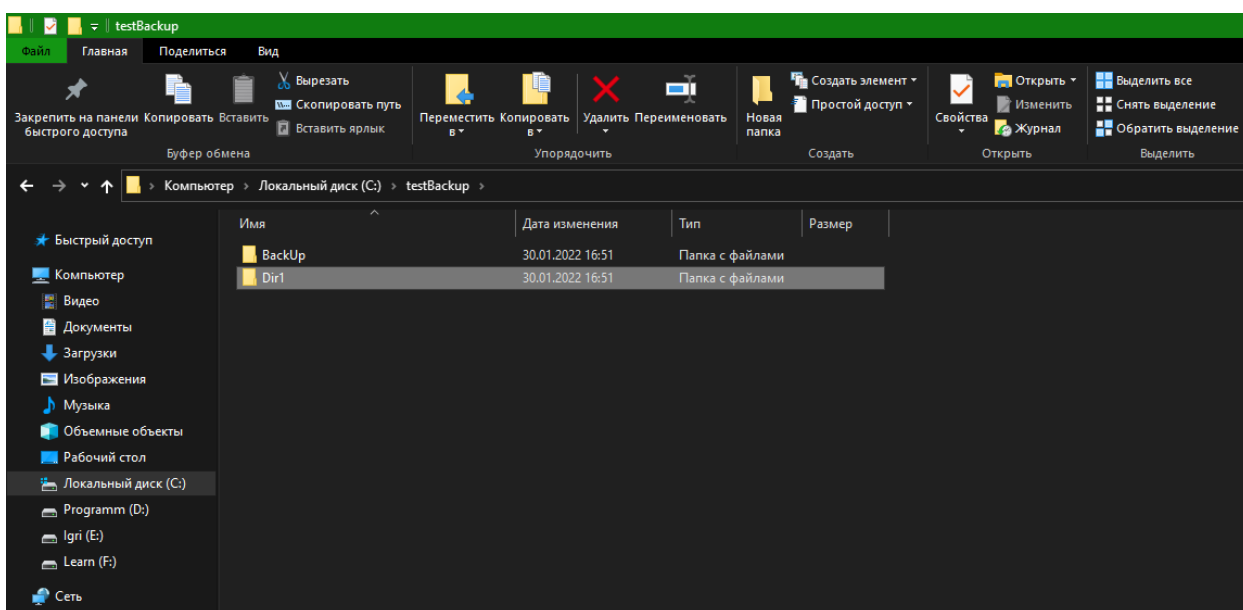 testBackup
Файл Главная Поделиться Вид
Закрепить на панели быстрого доступа
Копировать
Вставить
Вырезать
Скопировать путь
Вставить ярлык
Буфер обмена
Переместить в
Копировать в
Удалить
Переименовать
Упорядочить
Новая папка
Создать элемент
Простой доступ
Создать
Свойства
Открыть
Изменить
Журнал
Открыть
Выделить все
Снять выделение
Обратить выделение
Выделить
Компьютер › Локальный диск (C:) › testBackup ›
Имя Дата изменения Тип Размер
BackUp 30.01.2022 16:51 Папка с файлами
Dir1 30.01.2022 16:51 Папка с файлами
Быстрый доступ
Компьютер
Видео
Документы
Загрузки
Изображения
Музыка
Объемные объекты
Рабочий стол
Локальный диск (C:)
Programm (D:)
Igri (E:)
Learn (F:)
Сеть